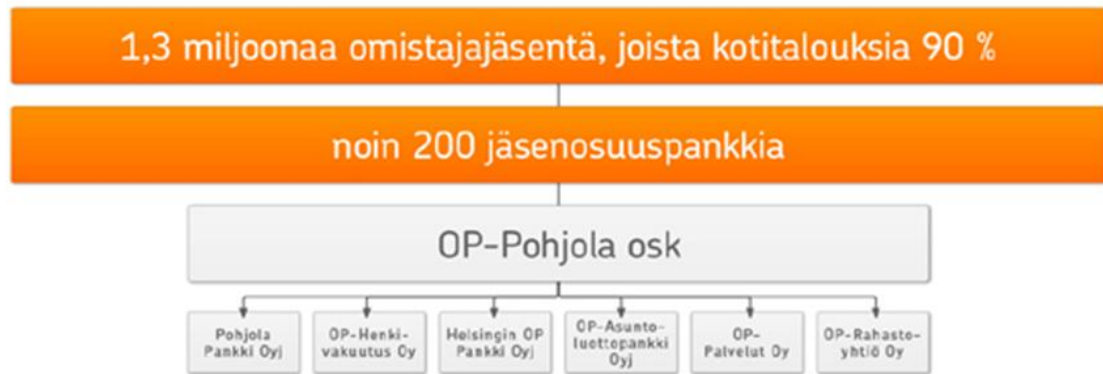 1,3 miljoonaa omistajajäsentä, joista kotitalouksia 90 %
noin 200 jäsenosuuspankkia
OP-Pohjola osk
Pohjola
Pankki Oyj
OP-Henki-
vakuutus Oy
Helsingin OP
Pankki Oyj
OP-Asunto-
luottopankki
Oyj
OP-
Palvelut Oy
OP-Rahasto-
yhtiö Oy